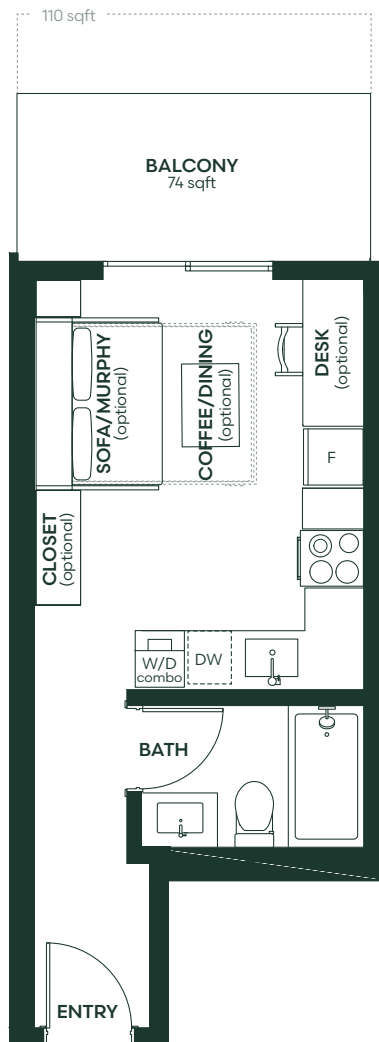 110 sqft
BALCONY
74 sqft
SOFA/MURPHY
(optional)
COFFEE/DINING
(optional)
DESK
(optional)
F
CLOSET
(optional)
W/D
combo
DW
BATH
ENTRY